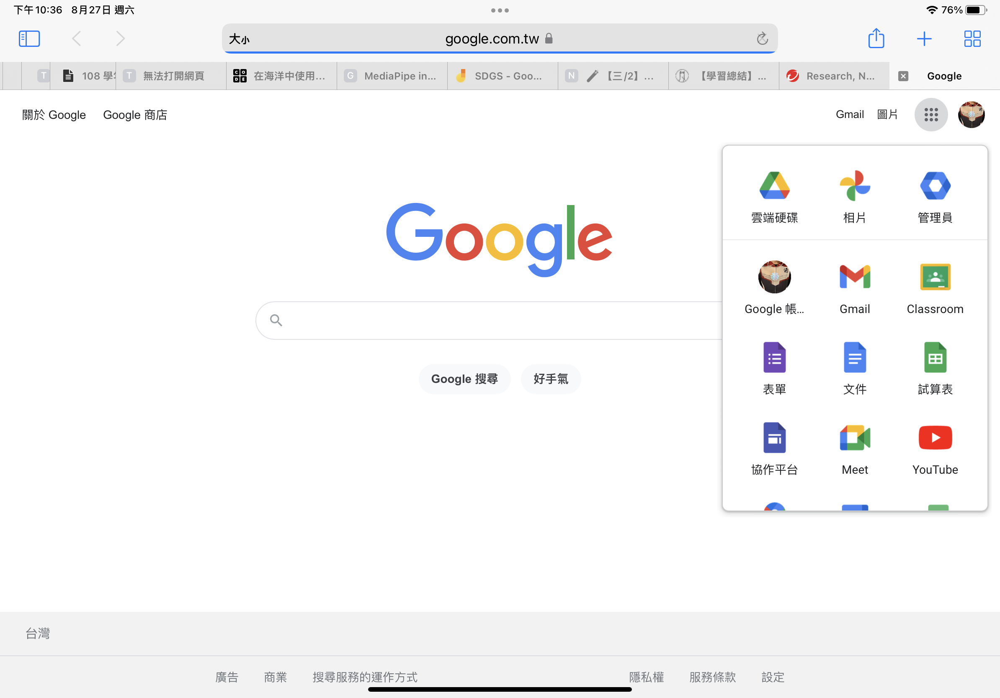 下午10:36 8月27日 週六 76%
大小 google.com.tw
T 108 學 T 無法打開網頁 CODE 在海洋中使用... G MediaPipe in... SDGS - Goo... N 【三/2】... 【學習總結】... Research, N... Google
關於 Google Google 商店 Gmail 圖片
雲端硬碟 相片 管理員
Google
Google 帳... Gmail Classroom
Google 搜尋 好手氣
表單 文件 試算表
協作平台 Meet YouTube
台灣
廣告 商業 搜尋服務的運作方式 隱私權 服務條款 設定